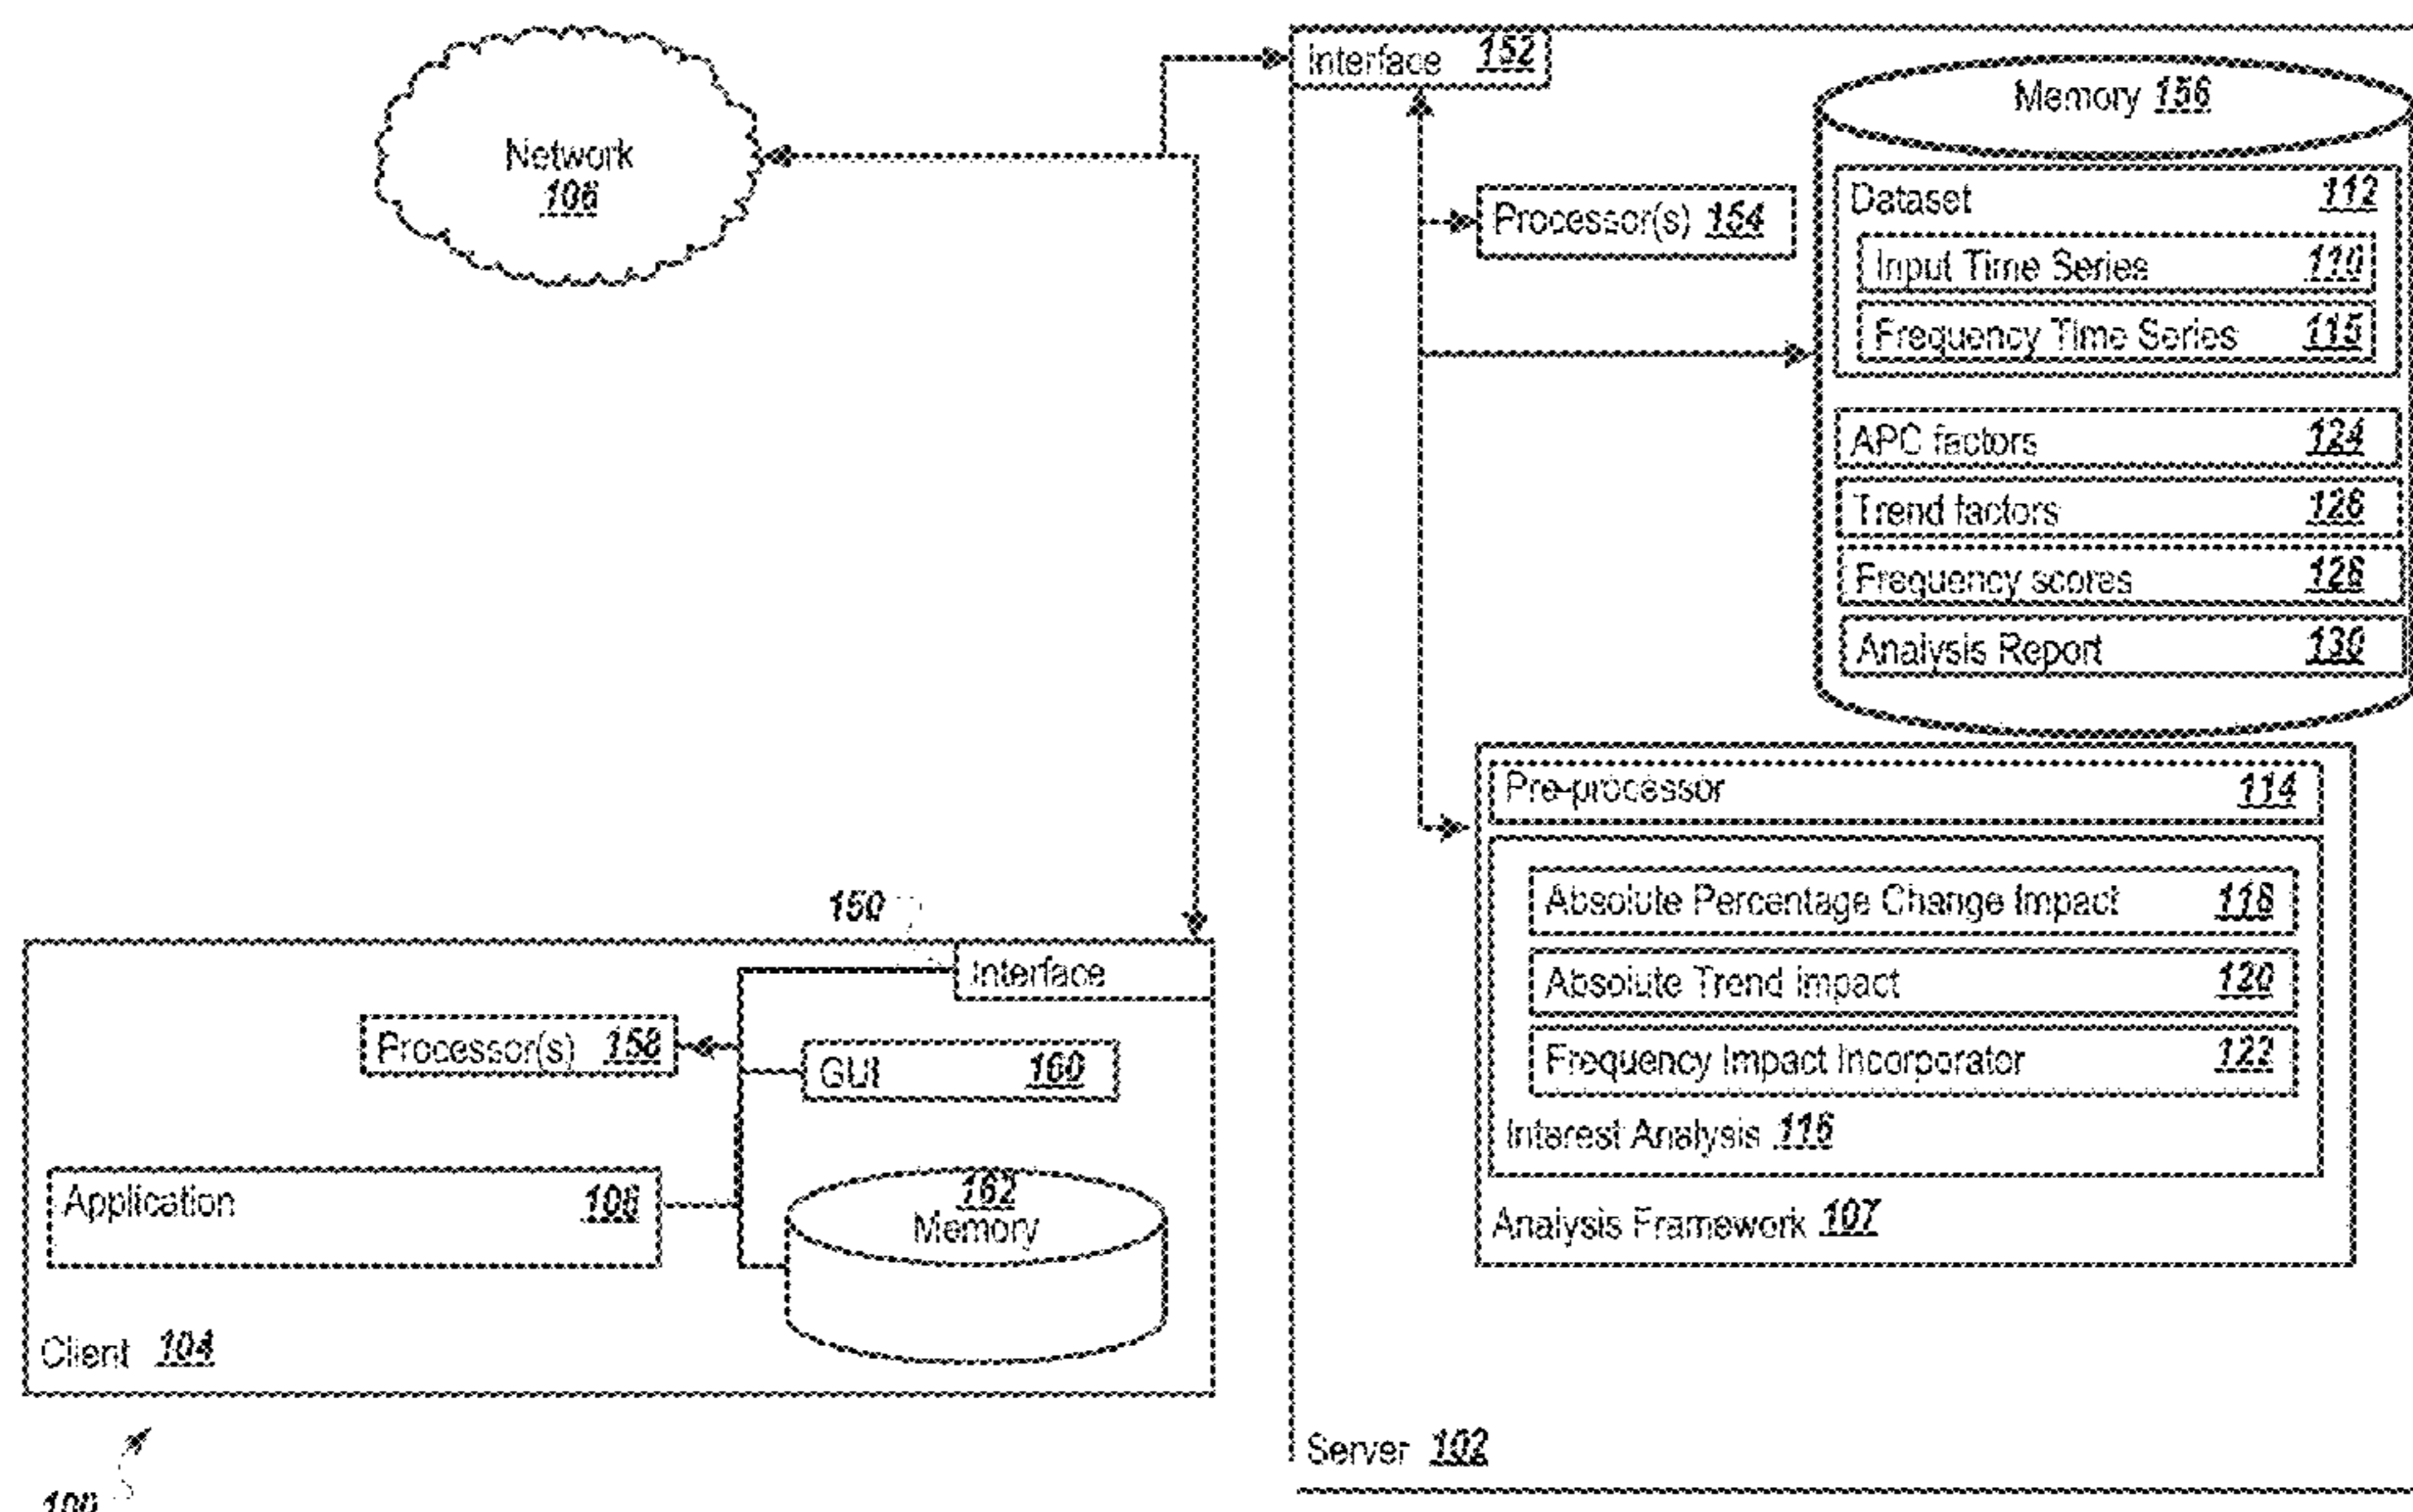 Network
106
Interface 152
Memory 156
Processor(s) 154
Dataset 112
Input Time Series 110
Frequency Time Series 115
APC factors 124
Trend factors 126
Frequency scores 128
Analysis Report 130
Pre-processor 114
Absolute Percentage Change Impact 118
Absolute Trend Impact 120
Frequency Impact Incorporator 122
Interest Analysis 116
Analysis Framework 107
Server 102
150
Interface
Processor(s) 158
GUI 160
Application 108
162
Memory
Client 104
100